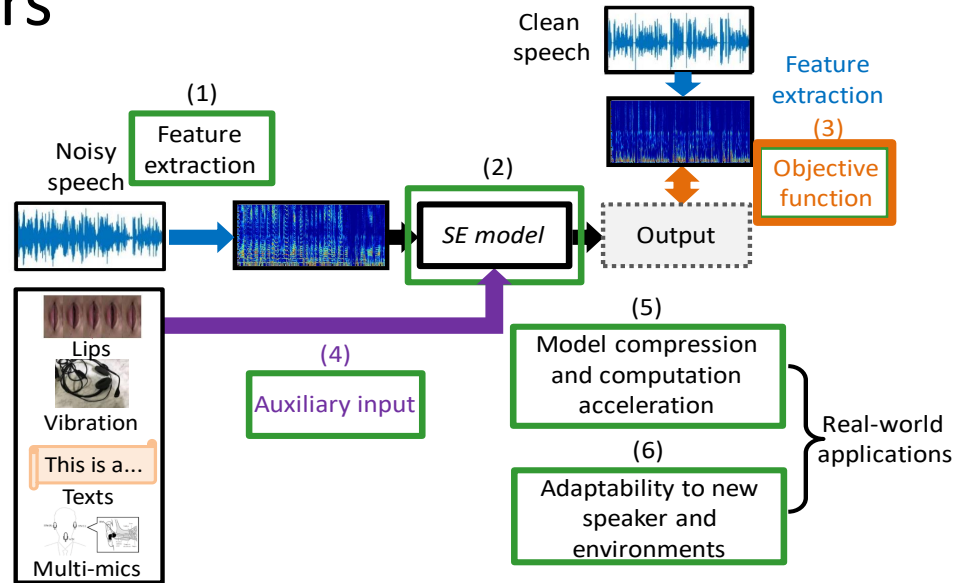 rs
Clean
speech
Feature
extraction
(1)
Feature
extraction
Noisy
speech
(2)
SE model
Output
(3)
Objective
function
Lips
Vibration
This is a...
Texts
Multi-mics
(4)
Auxiliary input
(5)
Model compression
and computation
acceleration
(6)
Adaptability to new
speaker and
environments
Real-world
applications